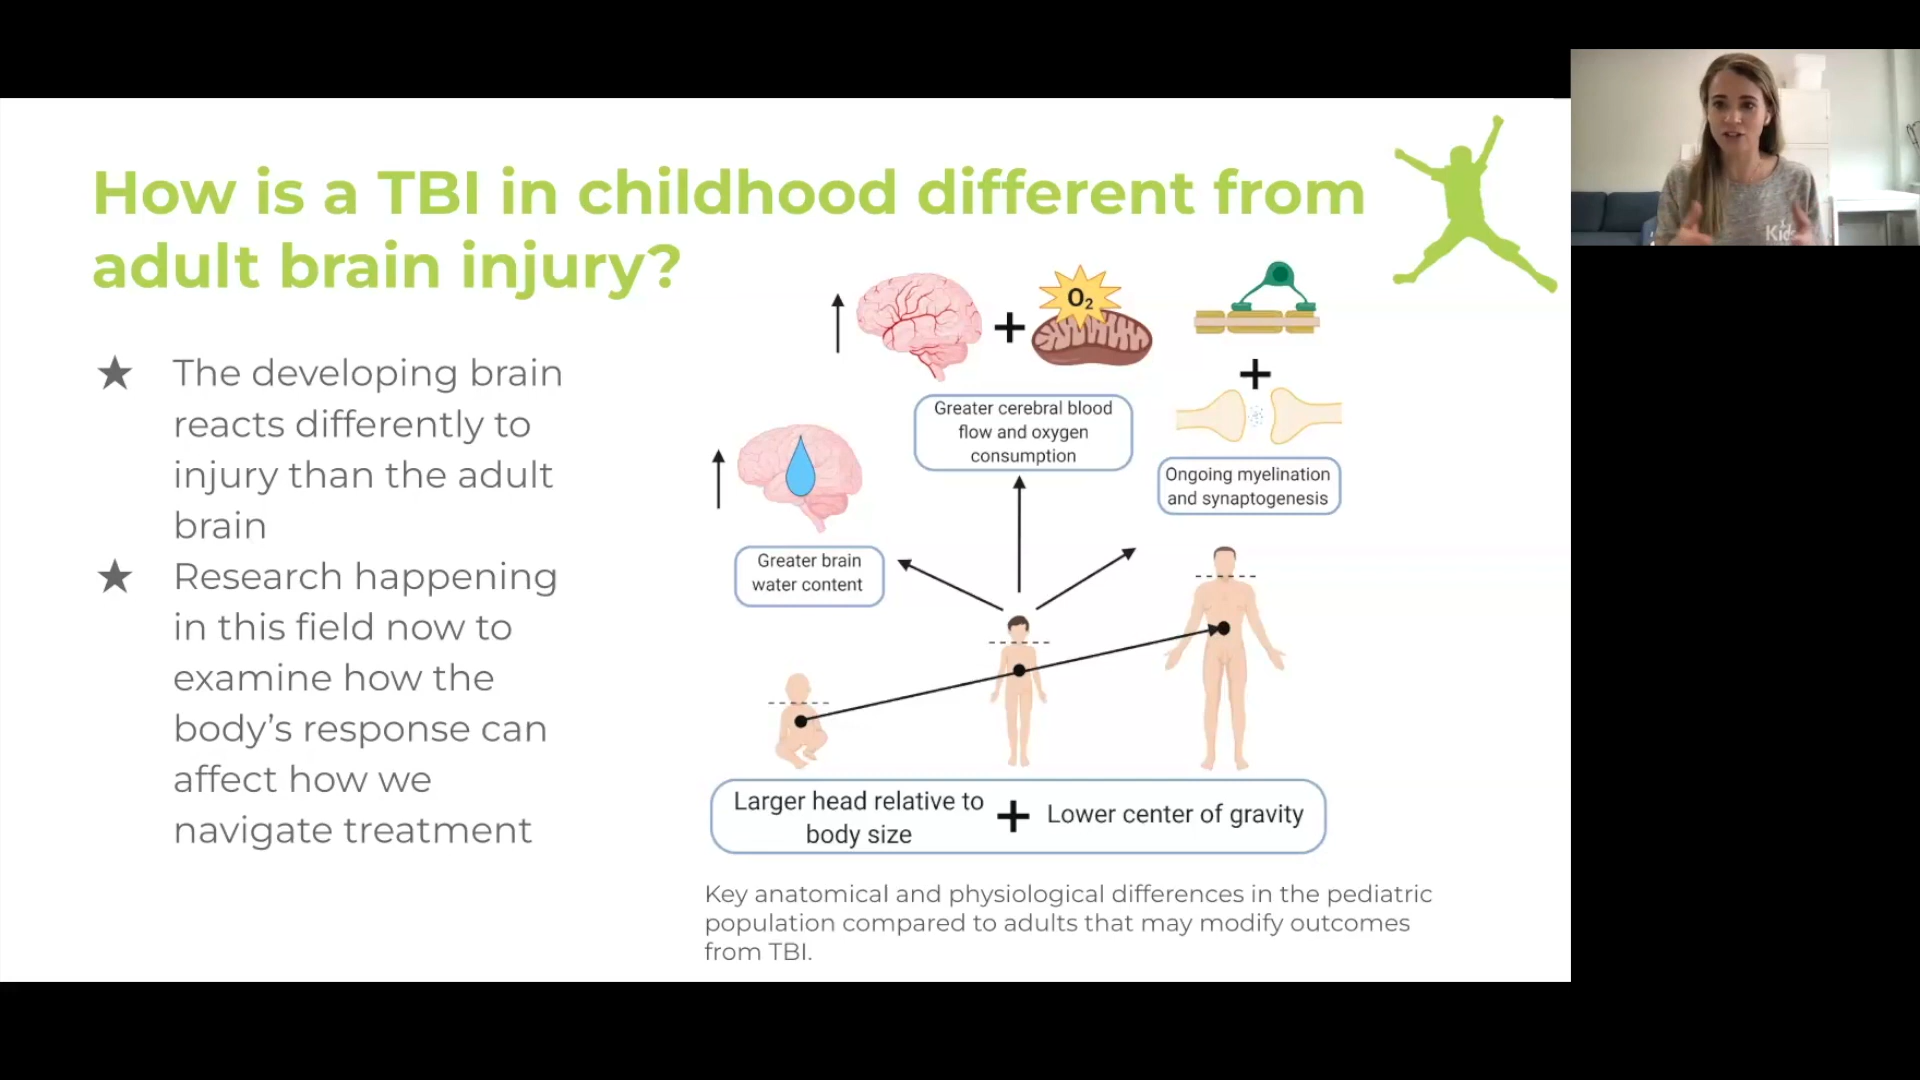 How is a TBI in childhood different from
adult brain injury?
★ The developing brain
reacts differently to
injury than the adult
brain
★ Research happening
in this field now to
examine how the
body's response can
affect how we
navigate treatment
O₂
Greater cerebral blood
flow and oxygen
consumption
Ongoing myelination
and synaptogenesis
Greater brain
water content
Larger head relative to
body size
+
Lower center of gravity
Key anatomical and physiological differences in the pediatric
population compared to adults that may modify outcomes
from TBI.